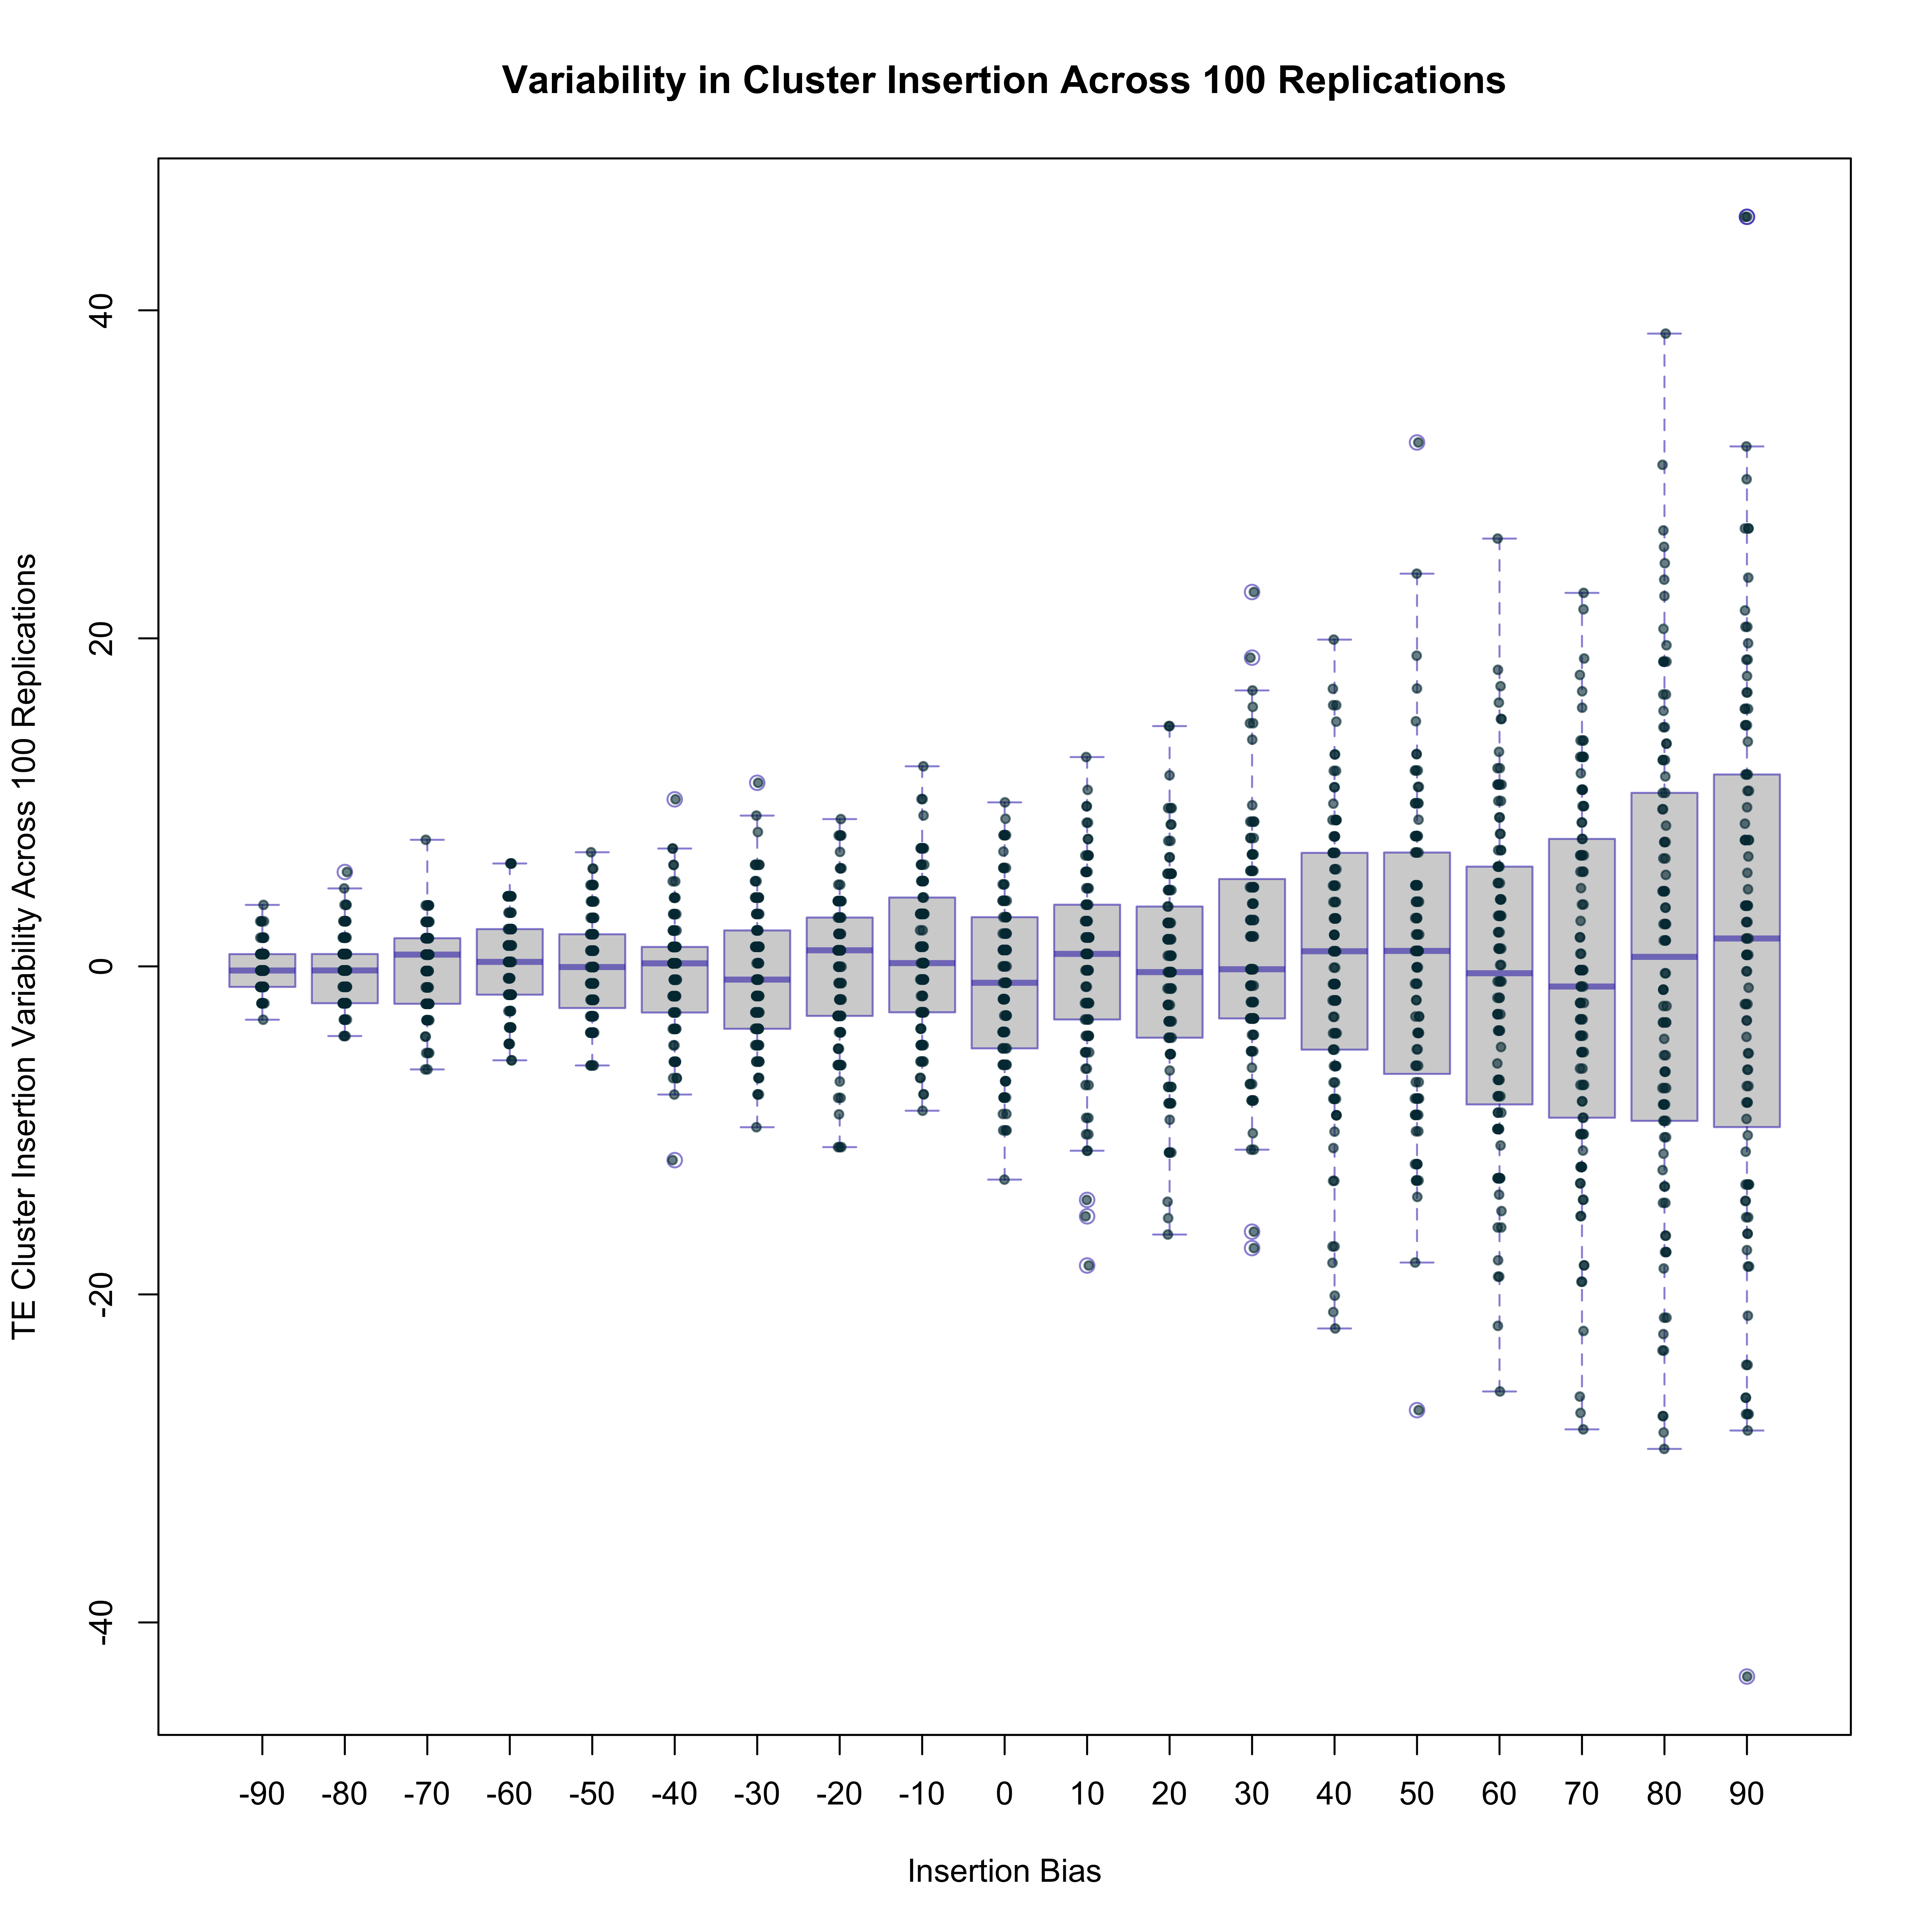 Variability in Cluster Insertion Across 100 Replications
TE Cluster Insertion Variability Across 100 Replications
40
20
0
-20
-40
-90 -80 -70 -60 -50 -40 -30 -20 -10 0 10 20 30 40 50 60 70 80 90
Insertion Bias